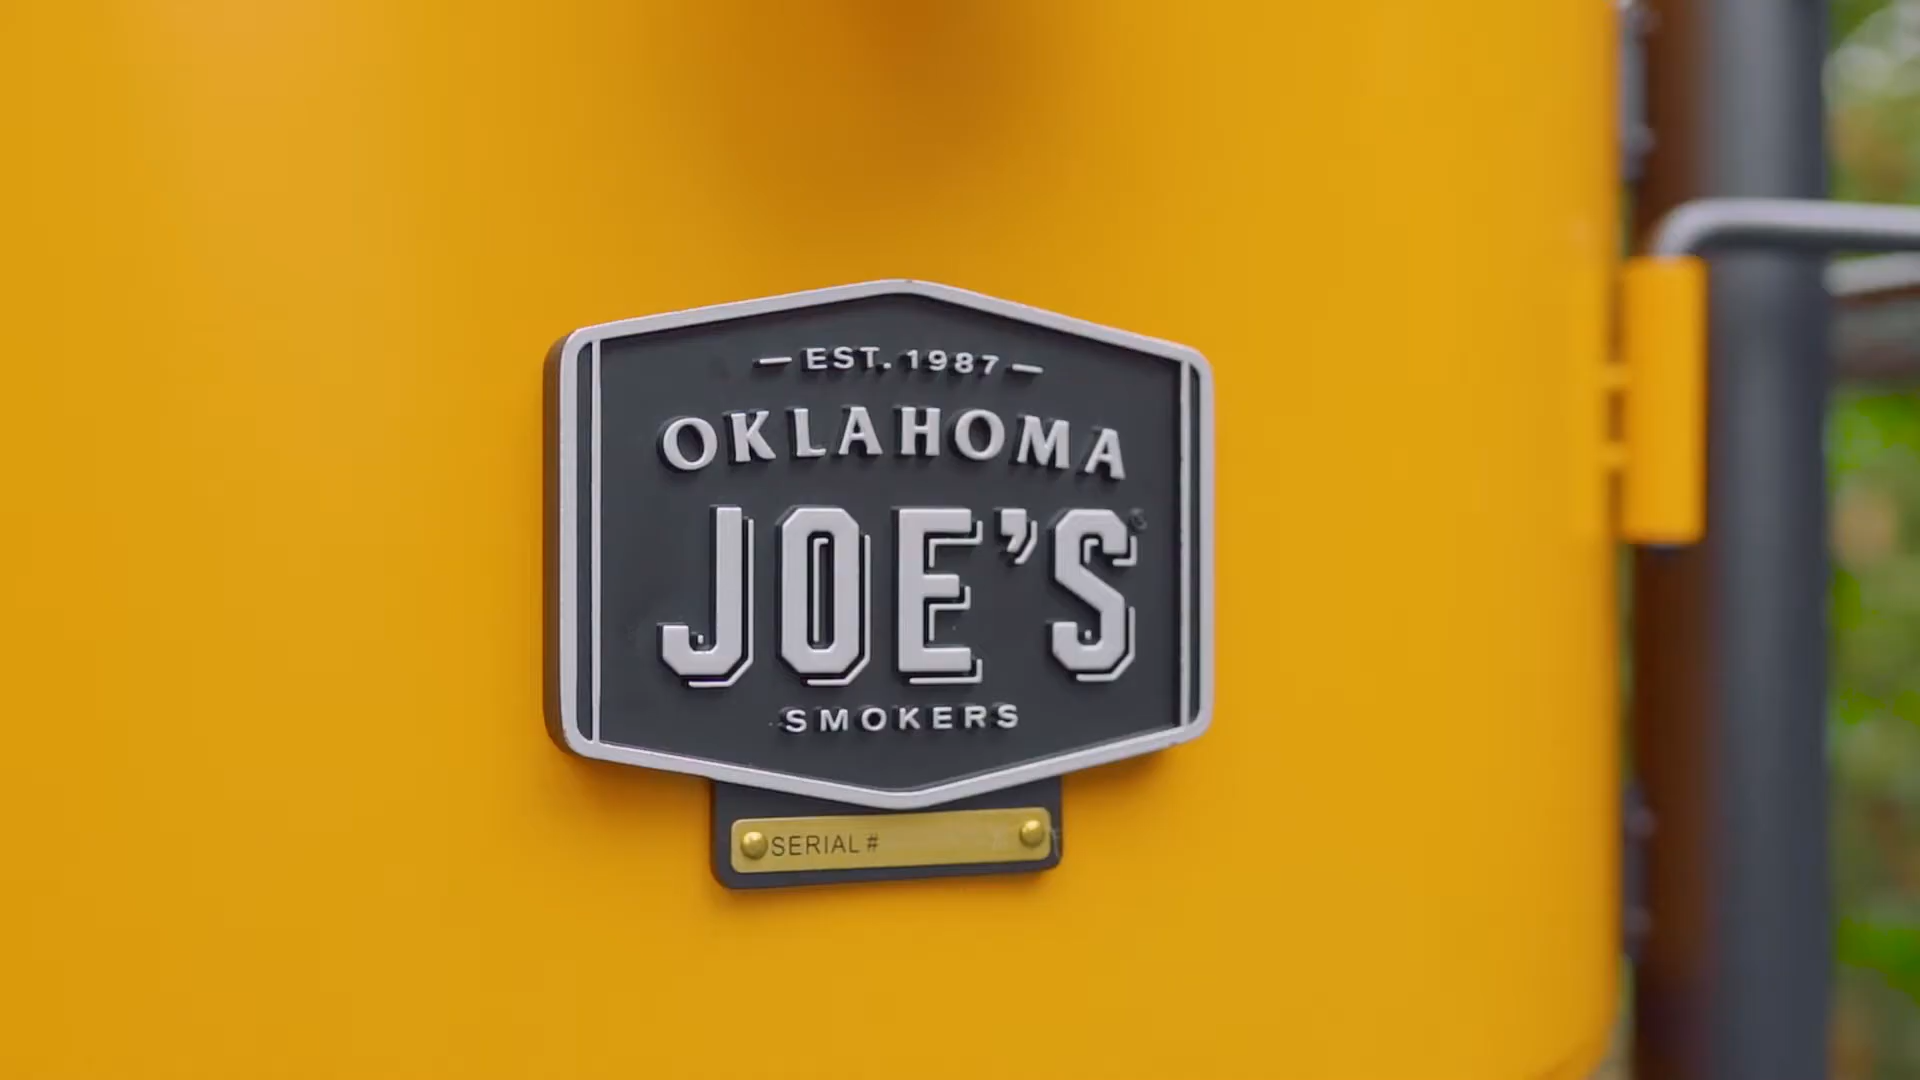 — EST. 1987 —
OKLAHOMA
JOE'S
SMOKERS
SERIAL #